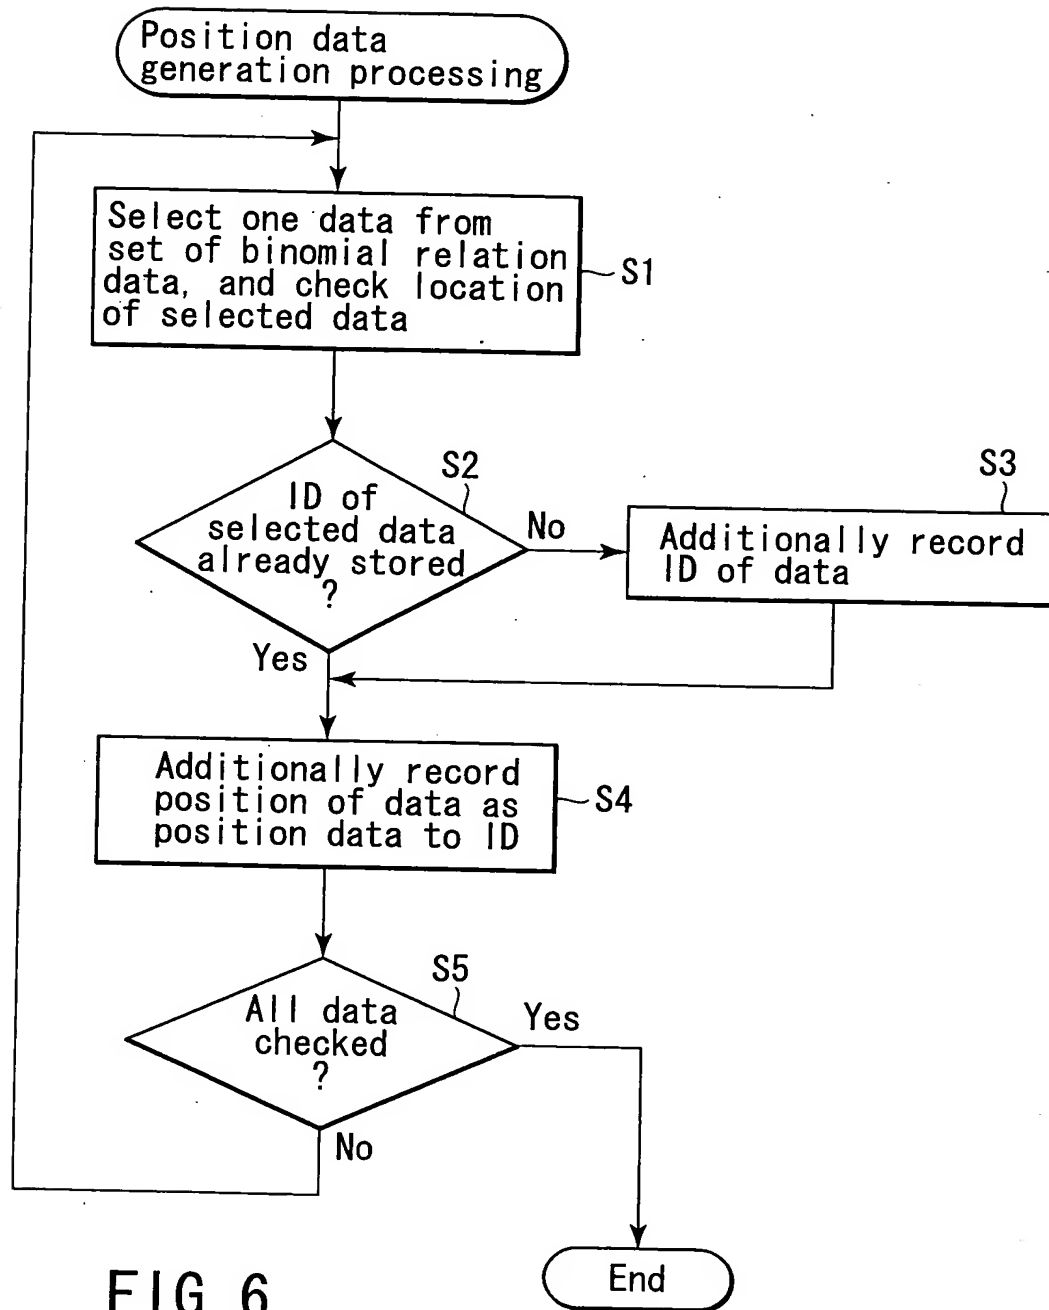 Position data
generation processing
Select one data from
set of binomial relation
data, and check location
of selected data
S1
S2
ID of
selected data
already stored
?
No
S3
Additionally record
ID of data
Yes
Additionally record
position of data as
position data to ID
S4
S5
All data
checked
?
Yes
No
End
FIG 6